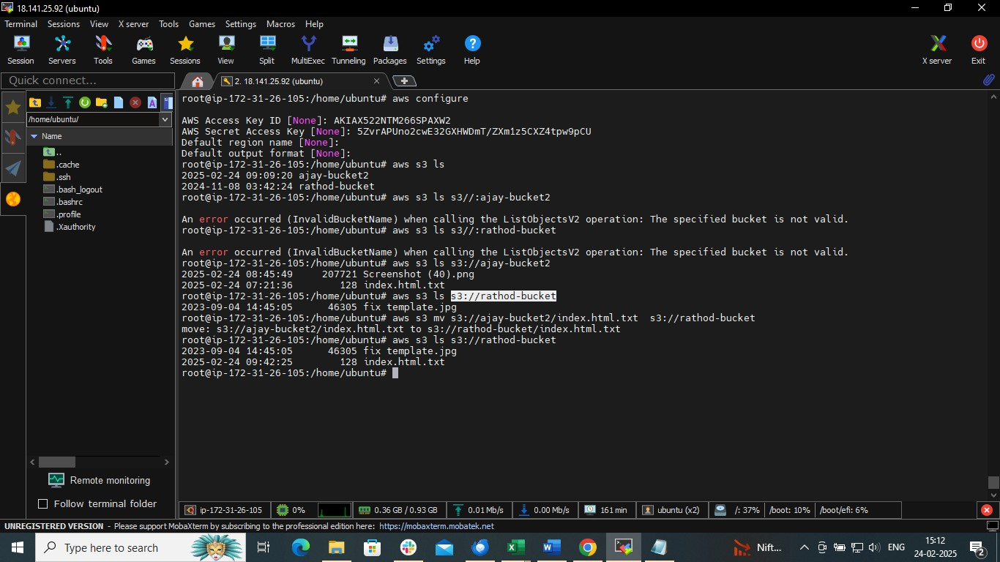 18.141.25.92 (ubuntu)
Terminal Sessions View X server Tools Games Settings Macros Help
Session Servers Tools Games Sessions View Split MultiExec Tunneling Packages Settings Help X server Exit
Quick connect...
2. 18.141.25.92 (ubuntu)
/home/ubuntu/
Name
..
.cache
.ssh
.bash_logout
.bashrc
.profile
.Xauthority
Remote monitoring
Follow terminal folder
root@ip-172-31-26-105:/home/ubuntu# aws configure
AWS Access Key ID [None]: AKIAX522NTM266SPAXW2
AWS Secret Access Key [None]: 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
Default region name [None]:
Default output format [None]:
root@ip-172-31-26-105:/home/ubuntu# aws s3 ls
2025-02-24 09:09:20 ajay-bucket2
2024-11-08 03:42:24 rathod-bucket
root@ip-172-31-26-105:/home/ubuntu# aws s3 ls s3//:ajay-bucket2
An error occurred (InvalidBucketName) when calling the ListObjectsV2 operation: The specified bucket is not valid.
root@ip-172-31-26-105:/home/ubuntu# aws s3 ls s3//:rathod-bucket
An error occurred (InvalidBucketName) when calling the ListObjectsV2 operation: The specified bucket is not valid.
root@ip-172-31-26-105:/home/ubuntu# aws s3 ls s3://ajay-bucket2
2025-02-24 08:45:49     207721 Screenshot (40).png
2025-02-24 07:21:36        128 index.html.txt
root@ip-172-31-26-105:/home/ubuntu# aws s3 ls s3://rathod-bucket
2023-09-04 14:45:05      46305 fix template.jpg
root@ip-172-31-26-105:/home/ubuntu# aws s3 mv s3://ajay-bucket2/index.html.txt  s3://rathod-bucket
move: s3://ajay-bucket2/index.html.txt to s3://rathod-bucket/index.html.txt
root@ip-172-31-26-105:/home/ubuntu# aws s3 ls s3://rathod-bucket
2023-09-04 14:45:05      46305 fix template.jpg
2025-02-24 09:42:25        128 index.html.txt
root@ip-172-31-26-105:/home/ubuntu#
ip-172-31-26-105 0% 0.36 GB / 0.93 GB 0.01 Mb/s 0.00 Mb/s 161 min ubuntu (x2) /: 37% /boot: 10% /boot/efi: 6%
UNREGISTERED VERSION - Please support MobaXterm by subscribing to the professional edition here: https://mobaxterm.mobatek.net
Type here to search
Nift...
ENG
15:12
24-02-2025
2